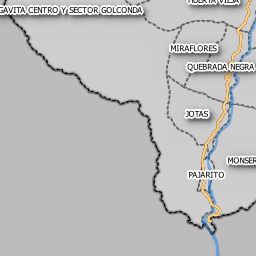 HUERTA VIEJA
GAVITA CENTRO Y SECTOR GOLCONDA
MIRAFLORES
QUEBRADA NEGRA
JOTAS
MONSER
PAJARITO